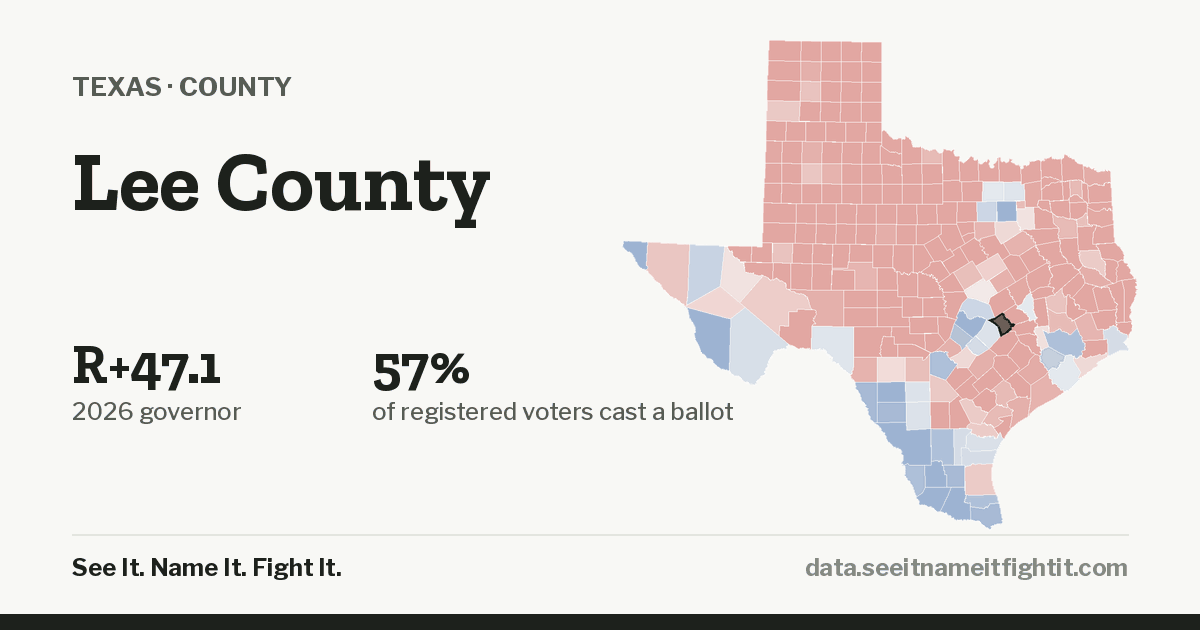 TEXAS · COUNTY
Lee County
R+47.1
2026 governor
57%
of registered voters cast a ballot
See It. Name It. Fight It.
data.seeitnameitfightit.com